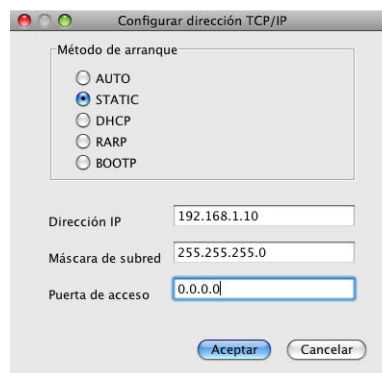 Configurar dirección TCP/IP
Método de arranque
AUTO
STATIC
DHCP
RARP
BOOTP
Dirección IP 192.168.1.10
Máscara de subred 255.255.255.0
Puerta de acceso 0.0.0.0
Aceptar Cancelar